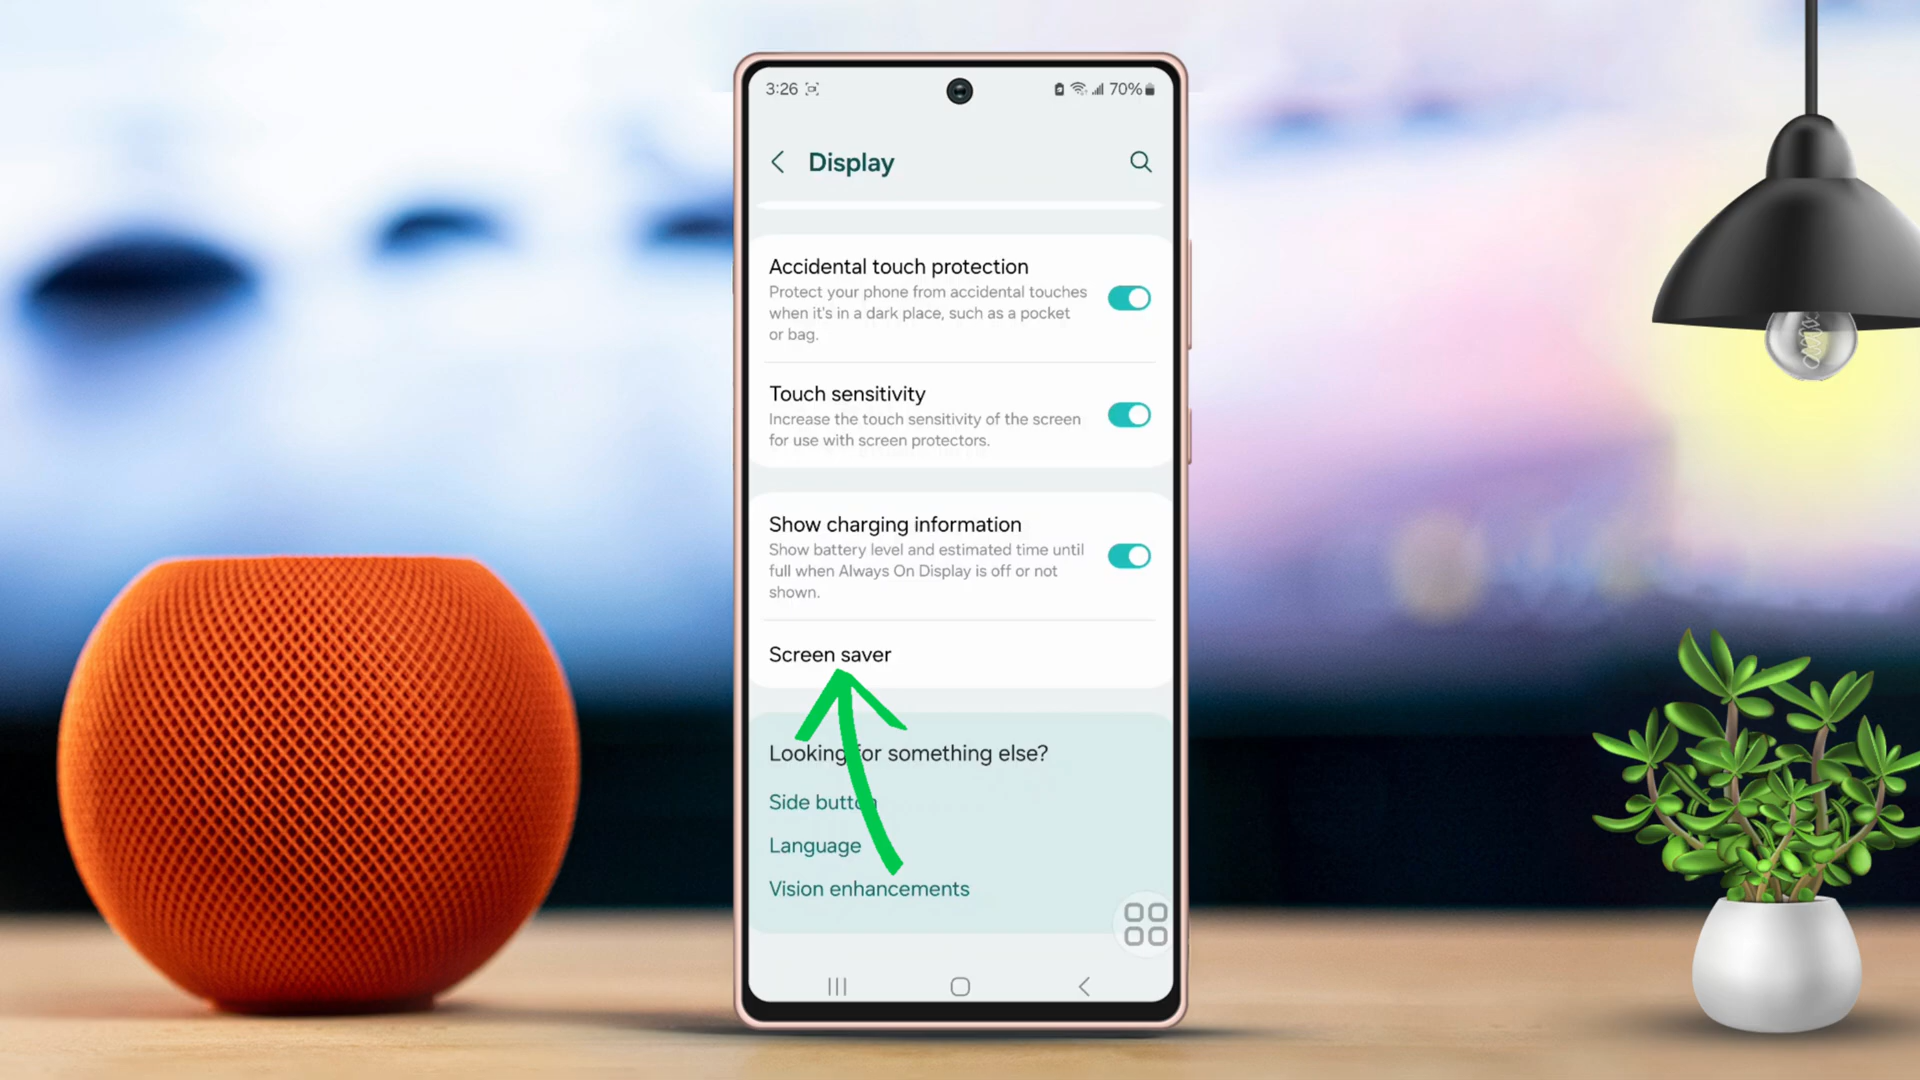 3:26
70%
Display
Accidental touch protection
Protect your phone from accidental touches
when it's in a dark place, such as a pocket
or bag.
Touch sensitivity
Increase the touch sensitivity of the screen
for use with screen protectors.
Show charging information
Show battery level and estimated time until
full when Always On Display is off or not
shown.
Screen saver
Looking for something else?
Side button
Language
Vision enhancements